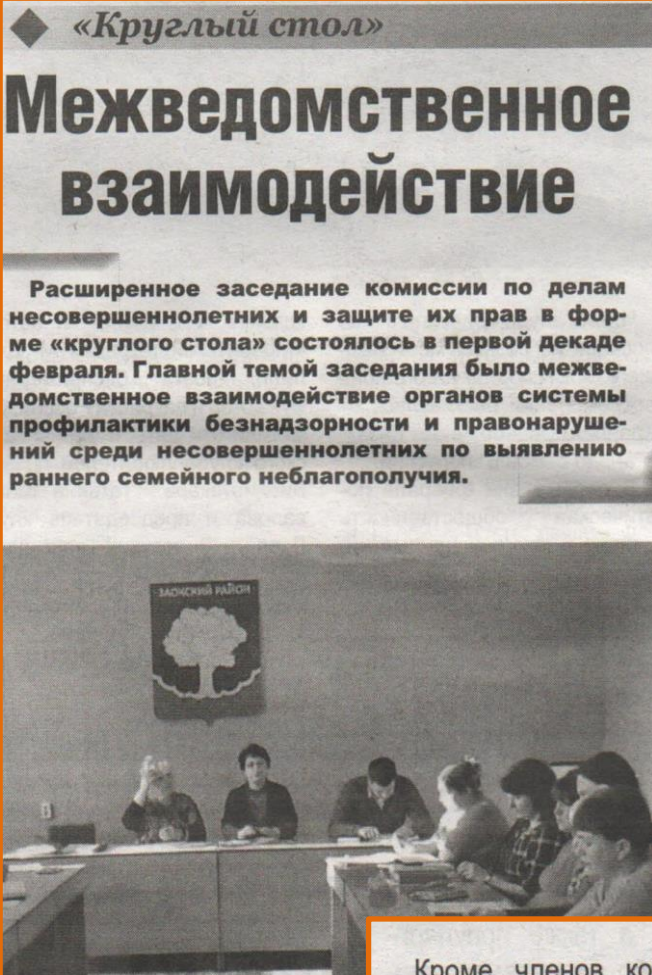 «Круглый стол»
Межведомственное
взаимодействие
Расширенное заседание комиссии по делам
несовершеннолетних и защите их прав в фор-
ме «круглого стола» состоялось в первой декаде
февраля. Главной темой заседания было межве-
домственное взаимодействие органов системы
профилактики безнадзорности и правонаруше-
ний среди несовершеннолетних по выявлению
раннего семейного неблагополучия.
ЗАОКСКИЙ РАЙОН
Кроме членов ко